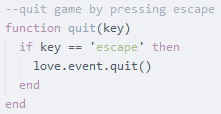 --quit game by pressing escape
function quit(key)
  if key == 'escape' then
    love.event.quit()
  end
end